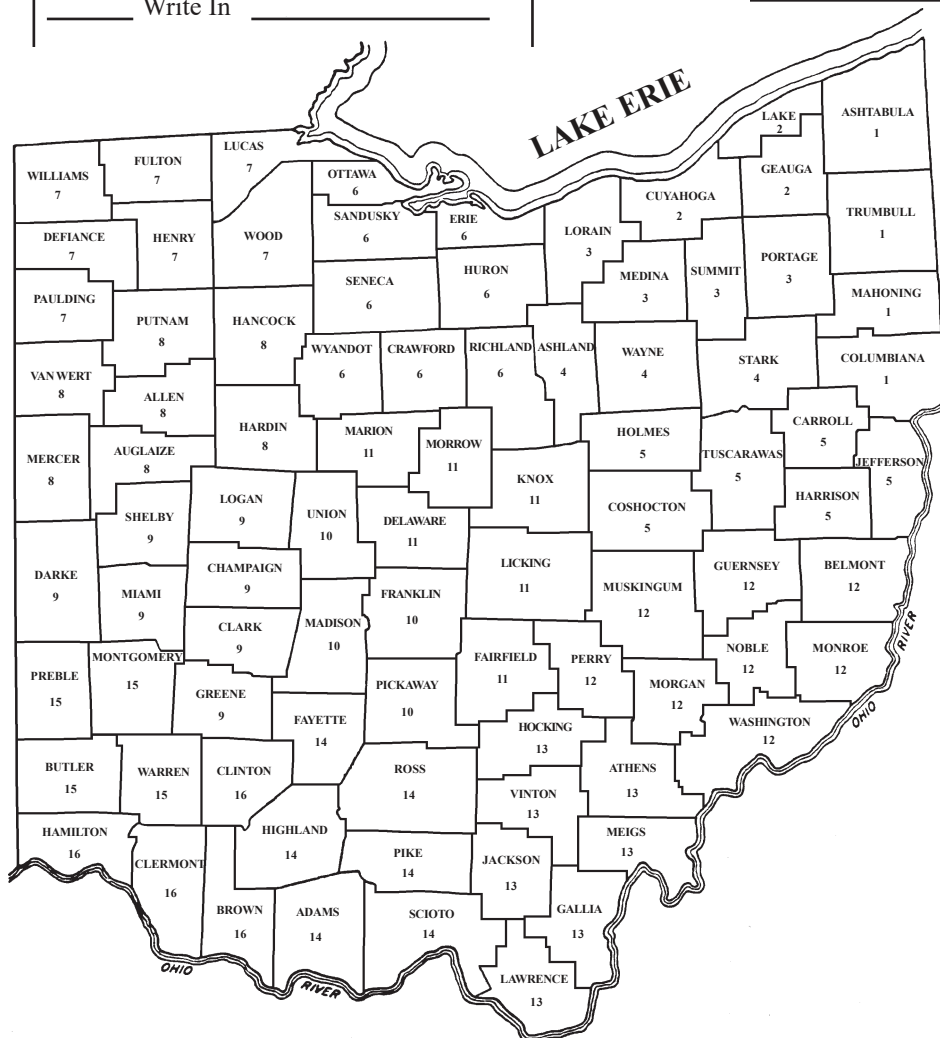 Write In
LAKE ERIE
LAKE
2
ASHTABULA
1
LUCAS
7
FULTON
7
WILLIAMS
7
OTTAWA
6
GEAUGA
2
CUYAHOGA
2
SANDUSKY
6
ERIE
6
TRUMBULL
1
LORAIN
3
DEFIANCE
7
HENRY
7
WOOD
7
PORTAGE
3
SUMMIT
3
MEDINA
3
HURON
6
SENECA
6
MAHONING
1
PAULDING
7
PUTNAM
8
HANCOCK
8
WYANDOT
6
CRAWFORD
6
RICHLAND
6
ASHLAND
4
WAYNE
4
STARK
4
COLUMBIANA
1
VAN WERT
8
ALLEN
8
CARROLL
5
HARDIN
8
MARION
11
MORROW
11
HOLMES
5
TUSCARAWAS
5
JEFFERSON
5
MERCER
8
AUGLAIZE
8
KNOX
11
HARRISON
5
LOGAN
9
COSHOCTON
5
SHELBY
9
UNION
10
DELAWARE
11
CHAMPAIGN
9
LICKING
11
GUERNSEY
12
BELMONT
12
DARKE
9
MIAMI
9
FRANKLIN
10
MUSKINGUM
12
CLARK
9
MADISON
10
RIVER
NOBLE
12
MONROE
12
MONTGOMERY
15
FAIRFIELD
11
PERRY
12
PREBLE
15
MORGAN
12
GREENE
9
PICKAWAY
10
OHIO
FAYETTE
14
HOCKING
13
WASHINGTON
12
BUTLER
15
WARREN
15
CLINTON
16
ROSS
14
ATHENS
13
VINTON
13
HAMILTON
16
HIGHLAND
14
MEIGS
13
CLERMONT
16
PIKE
14
JACKSON
13
BROWN
16
ADAMS
14
SCIOTO
14
GALLIA
13
OHIO
RIVER
LAWRENCE
13